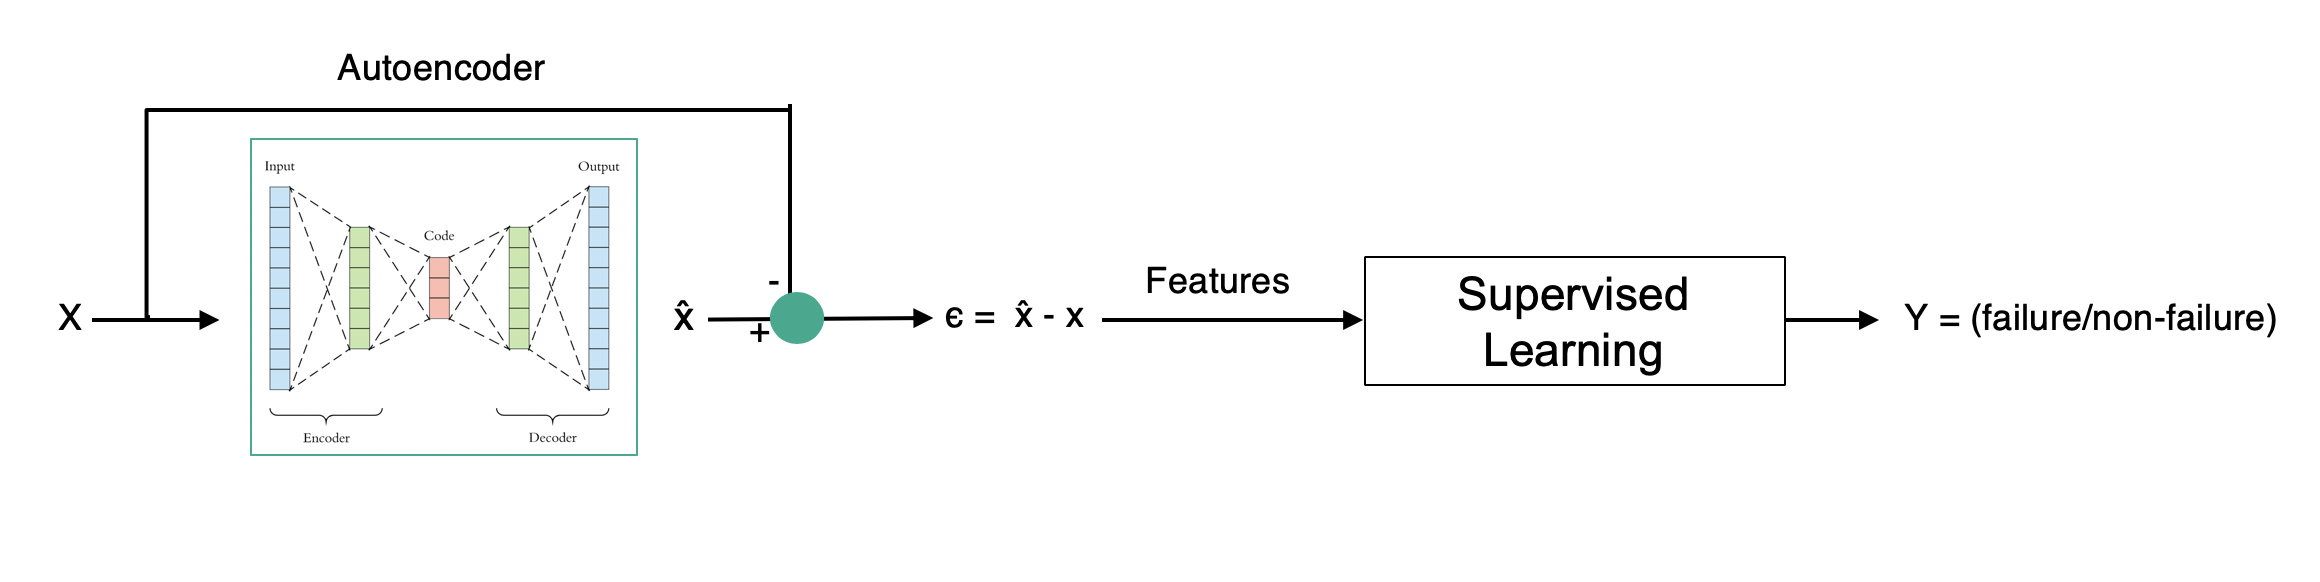 Autoencoder
Input
Output
Code
Encoder
Decoder
X
x̂
-
+
є = x̂ - x
Features
Supervised
Learning
Y = (failure/non-failure)